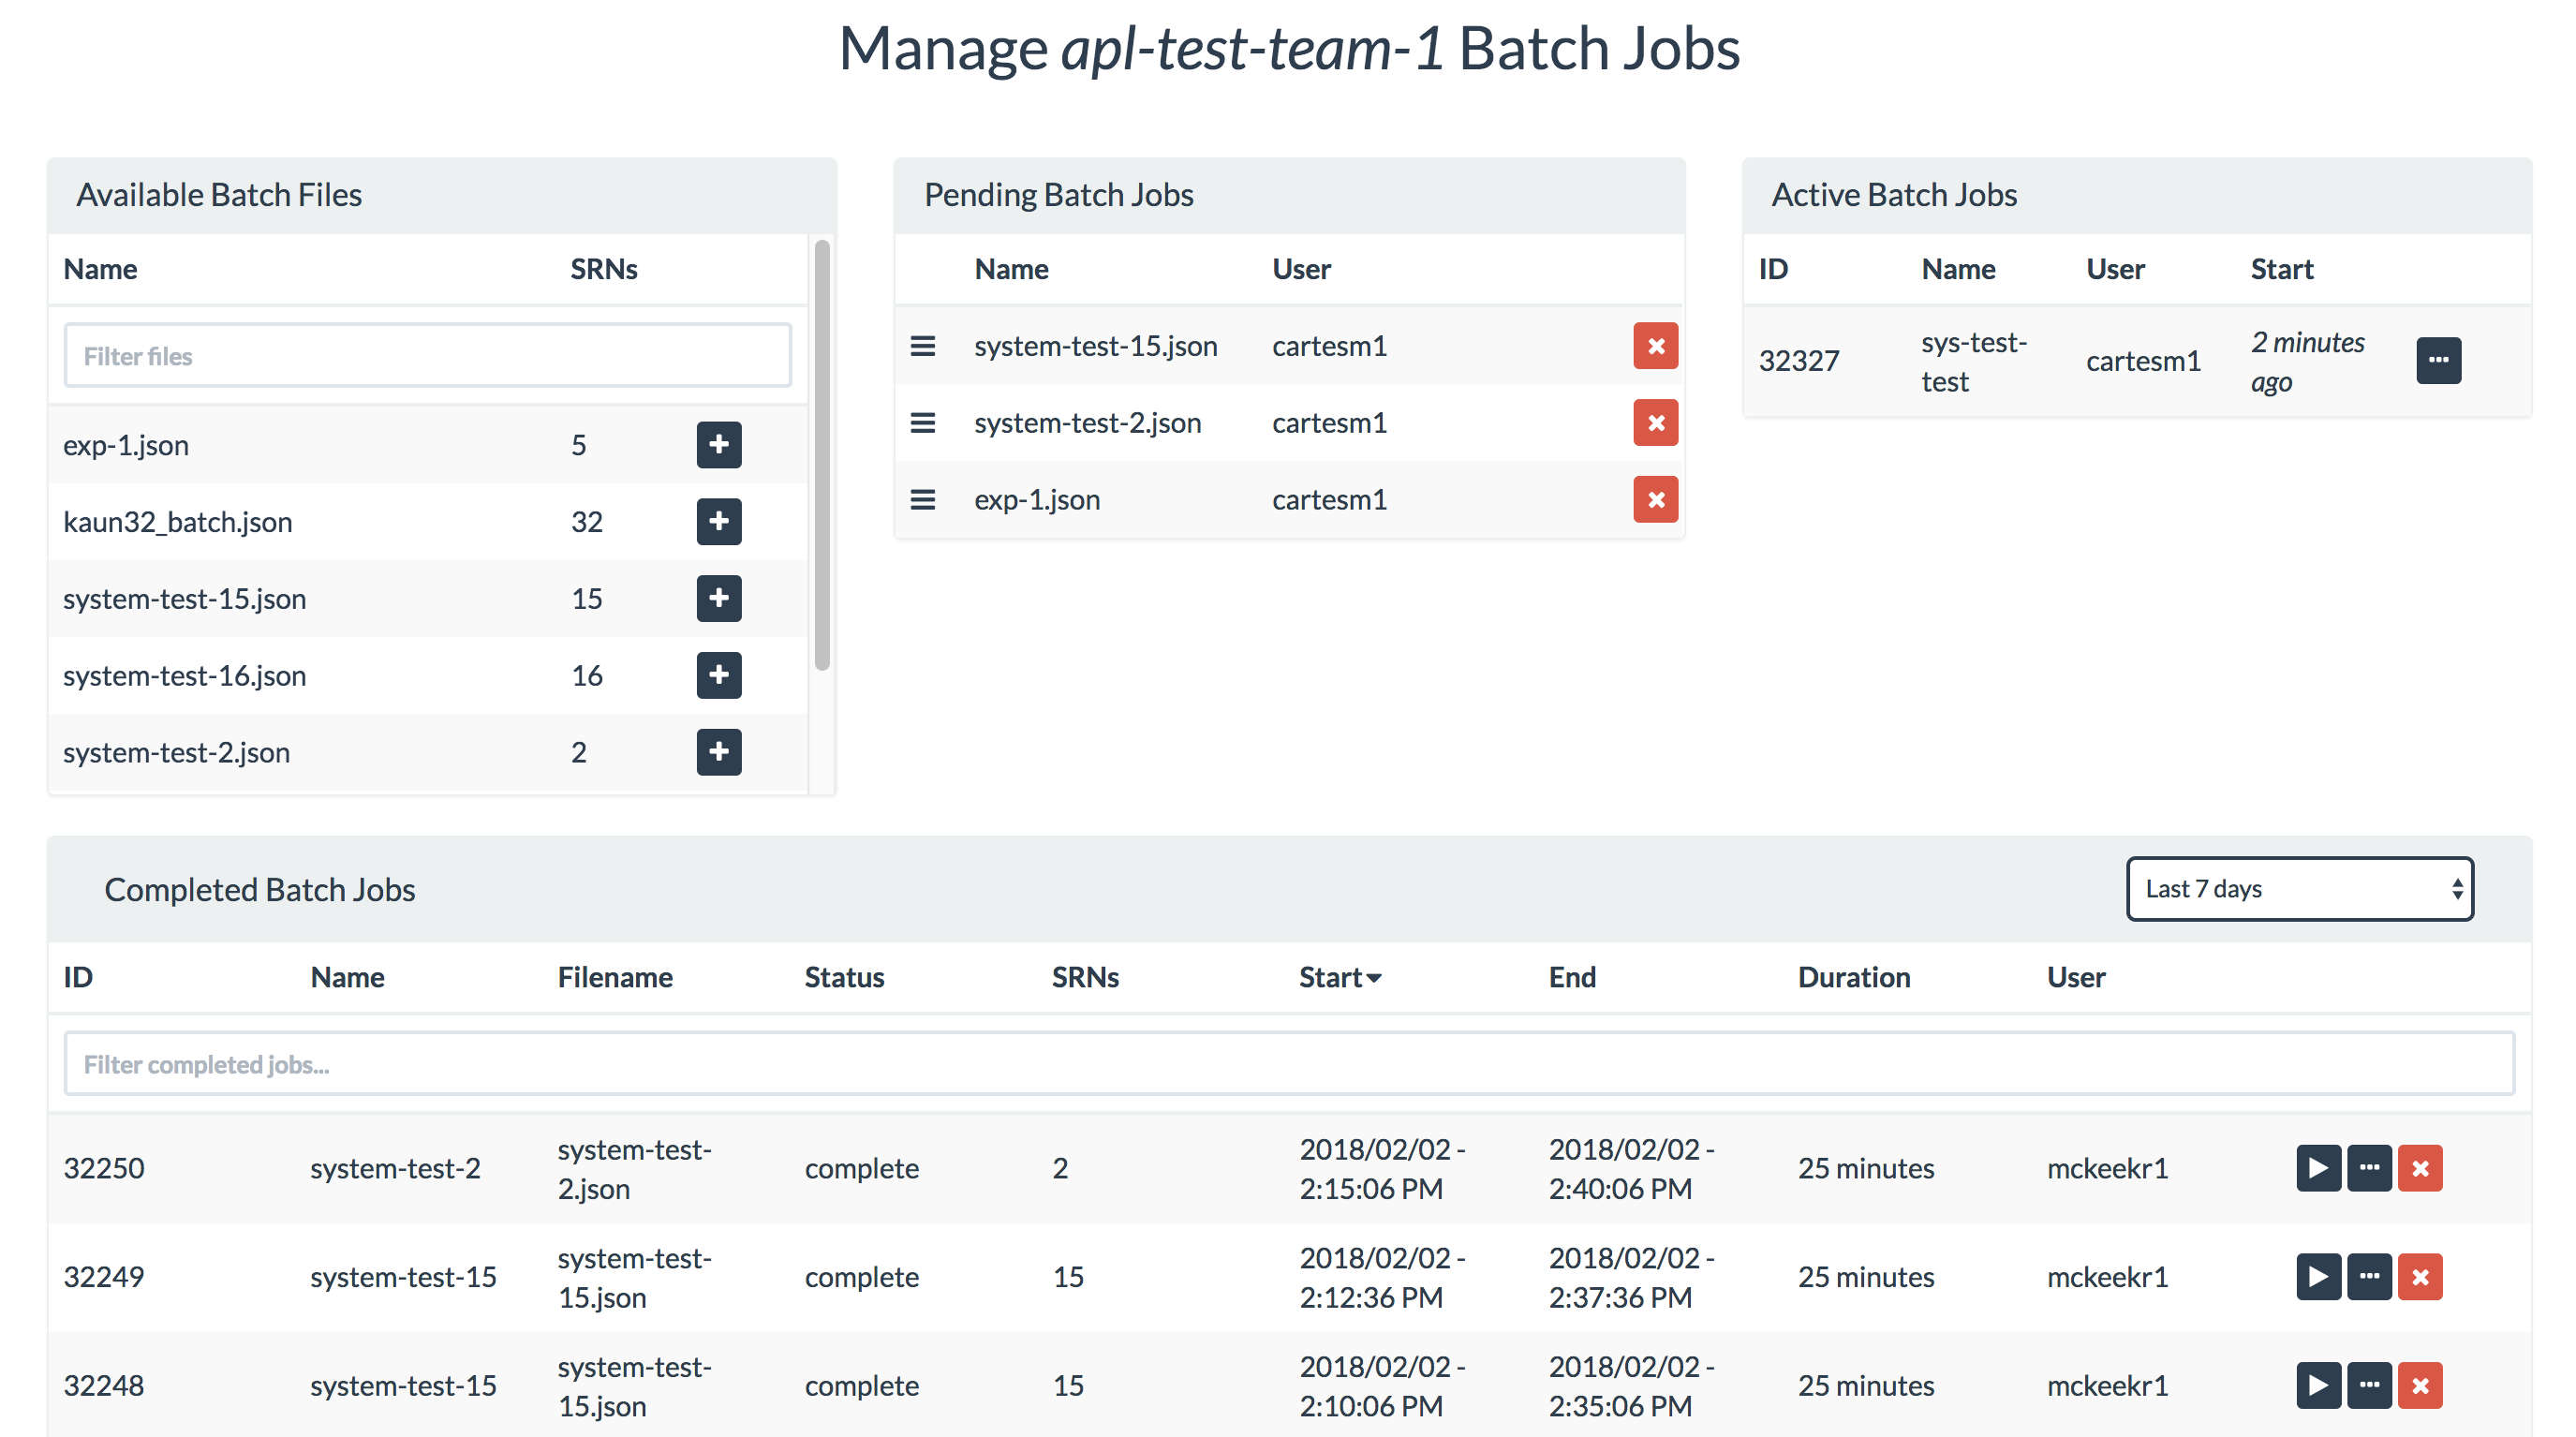 Manage apl-test-team-1 Batch Jobs
Available Batch Files
Name SRNs
Filter files
exp-1.json 5
kaun32_batch.json 32
system-test-15.json 15
system-test-16.json 16
system-test-2.json 2
Pending Batch Jobs
Name User
system-test-15.json cartesm1
system-test-2.json cartesm1
exp-1.json cartesm1
Active Batch Jobs
ID Name User Start
32327 sys-test-test cartesm1 2 minutes ago
Completed Batch Jobs
Last 7 days
ID Name Filename Status SRNs Start End Duration User
Filter completed jobs...
32250 system-test-2 system-test-2.json complete 2 2018/02/02 - 2:15:06 PM 2018/02/02 - 2:40:06 PM 25 minutes mckeekr1
32249 system-test-15 system-test-15.json complete 15 2018/02/02 - 2:12:36 PM 2018/02/02 - 2:37:36 PM 25 minutes mckeekr1
32248 system-test-15 system-test-15.json complete 15 2018/02/02 - 2:10:06 PM 2018/02/02 - 2:35:06 PM 25 minutes mckeekr1